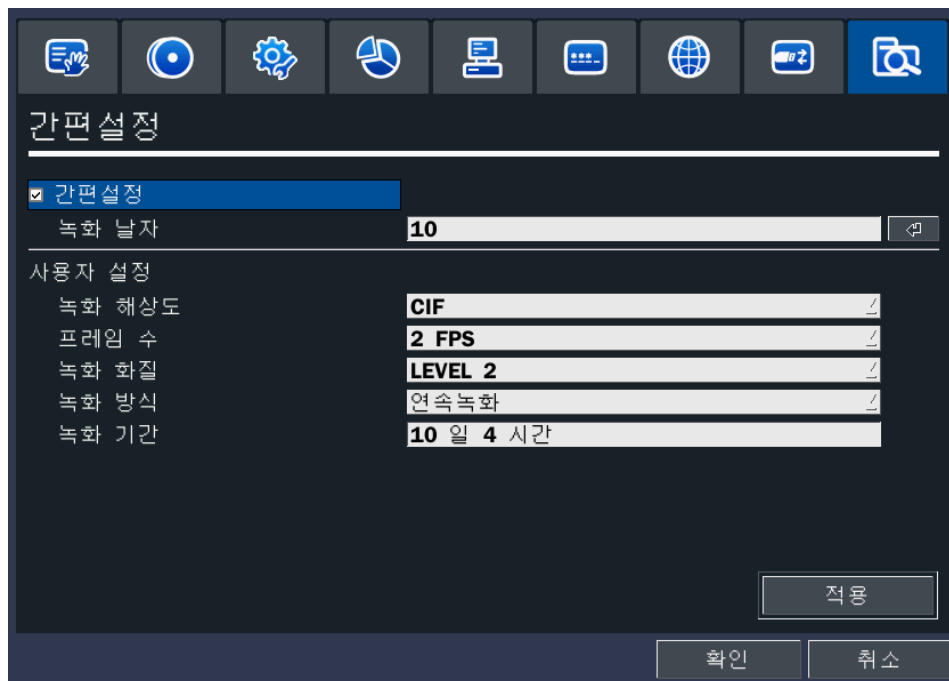 간편설정
간편설정
녹화 날자 10
사용자 설정
녹화 해상도 CIF
프레임 수 2 FPS
녹화 화질 LEVEL 2
녹화 방식 연속녹화
녹화 기간 10 일 4 시간
적용
확인 취소